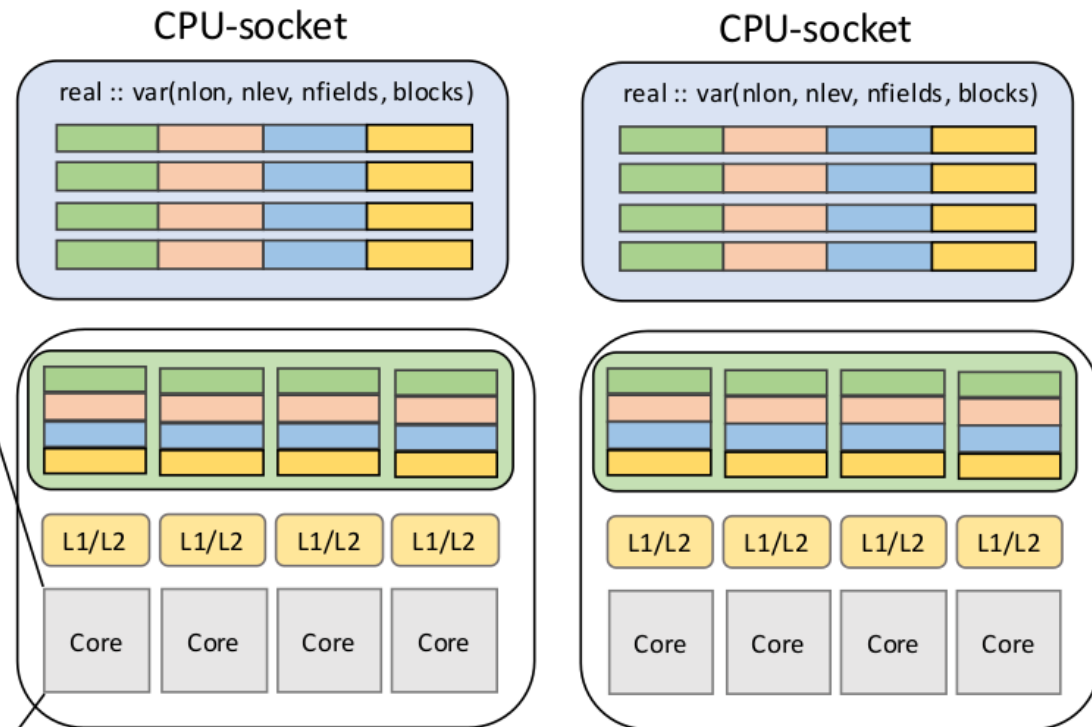 CPU-socket
CPU-socket
real :: var(nlon, nlev, nfields, blocks)
real :: var(nlon, nlev, nfields, blocks)
L1/L2 L1/L2 L1/L2 L1/L2
L1/L2 L1/L2 L1/L2 L1/L2
Core Core Core Core
Core Core Core Core